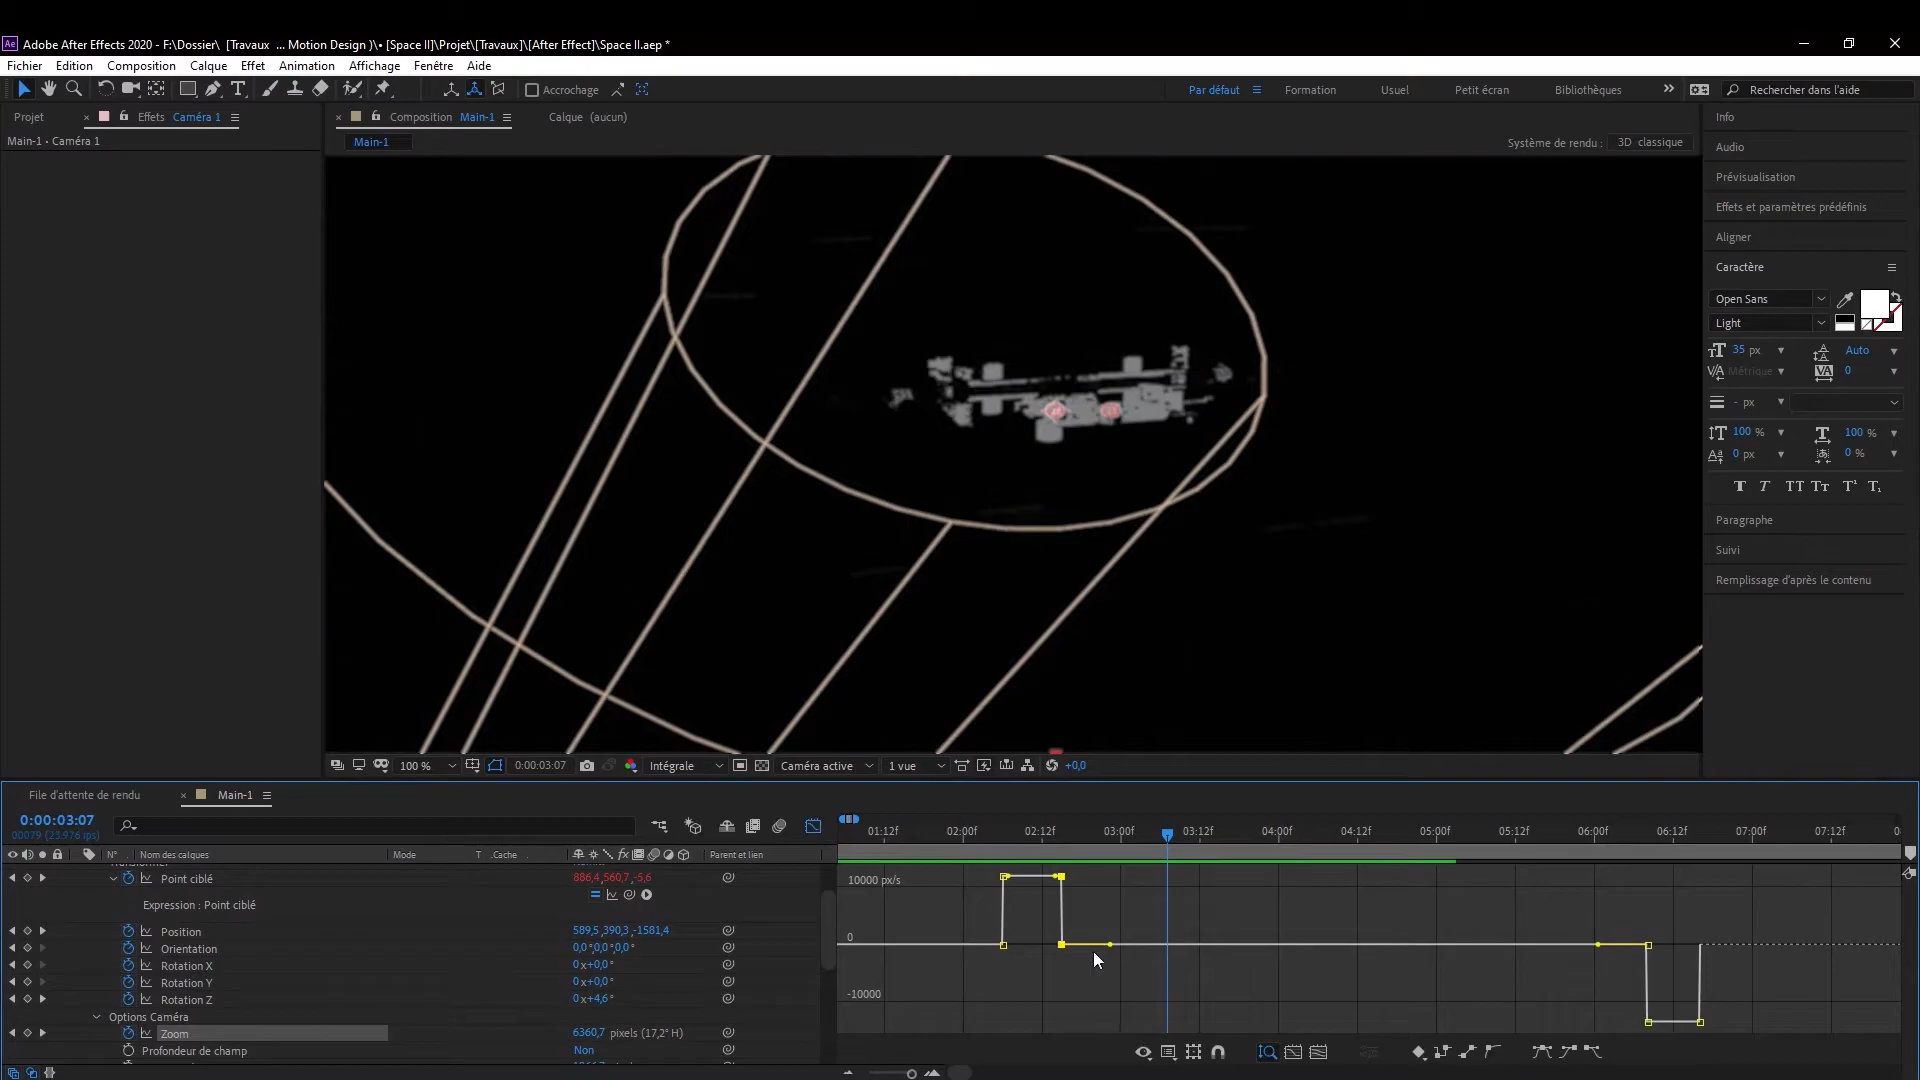 Adobe After Effects 2020 - F:\Dossier\ [Travaux ... Motion Design )\• [Space II]\Projet\[Travaux]\[After Effect]\Space II.aep *
Fichier Edition Composition Calque Effet Animation Affichage Fenêtre Aide
Accrochage
Par défaut Formation Usuel Petit écran Bibliothèques Rechercher dans l'aide
Projet Effets Caméra 1
Composition Main-1 Calque (aucun)
Main-1 • Caméra 1
Main-1
Système de rendu : 3D classique
Info
Audio
Prévisualisation
Effets et paramètres prédéfinis
Aligner
Caractère
Open Sans
Light
35 px Auto
Métrique 0
- px
100 % 100 %
0 px 0 %
Paragraphe
Suivi
Remplissage d'après le contenu
100 % 0:00:03:07 Intégrale Caméra active 1 vue +0,0
File d'attente de rendu Main-1
0:00:03:07
00079 (23.976 ips)
01:12f 02:00f 02:12f 03:00f 03:12f 04:00f 04:12f 05:00f 05:12f 06:00f 06:12f 07:00f 07:12f
N° Nom des calques Mode T .Cache Parent et lien
Point ciblé 886,4,560,7,-5,6
Expression : Point ciblé
Position 589,5,390,3,-1581,4
Orientation 0,0°,0,0°,0,0°
Rotation X 0x+0,0°
Rotation Y 0x+0,0°
Rotation Z 0x+4,6°
Options Caméra
Zoom 6360,7 pixels (17,2° H)
Profondeur de champ Non
10000 px/s
0
-10000